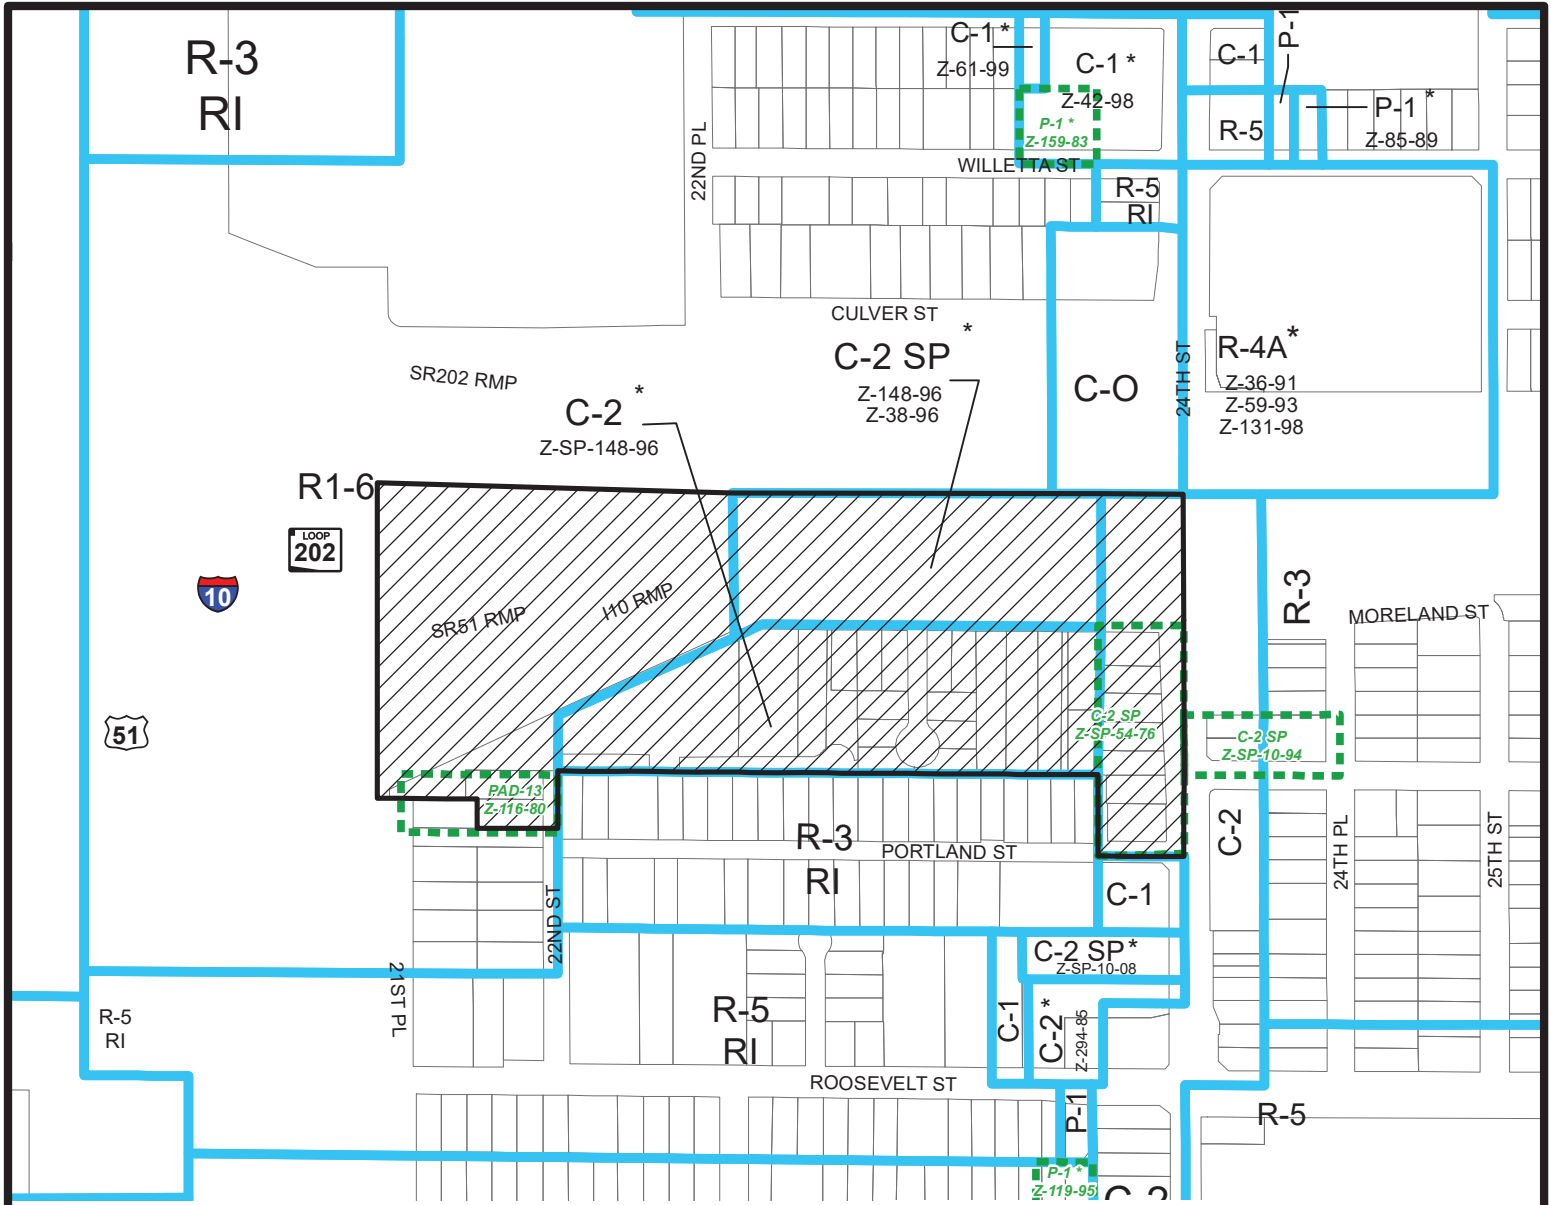 R-3
RI
C-1 *
Z-61-99
C-1 *
Z-42-98
P-1 *
Z-159-83
C-1
P-1
R-5
P-1 *
Z-85-89
22ND PL
WILLETTA ST
R-5
RI
CULVER ST
SR202 RMP
C-2 SP *
Z-148-96
Z-38-96
C-2 *
Z-SP-148-96
C-O
24TH ST
R-4A*
Z-36-91
Z-59-93
Z-131-98
R1-6
LOOP
202
10
51
SR51 RMP
I10 RMP
R-3
MORELAND ST
C-2 SP
Z-SP-54-76
C-2 SP
Z-SP-10-94
PAD-13
Z-116-80
R-3
RI
PORTLAND ST
C-2
24TH PL
25TH ST
C-1
22ND ST
21ST PL
C-2 SP*
Z-SP-10-08
R-5
RI
R-5
RI
C-1
C-2 *
Z-294-85
ROOSEVELT ST
P-1
R-5
P-1 *
Z-119-95
C-2